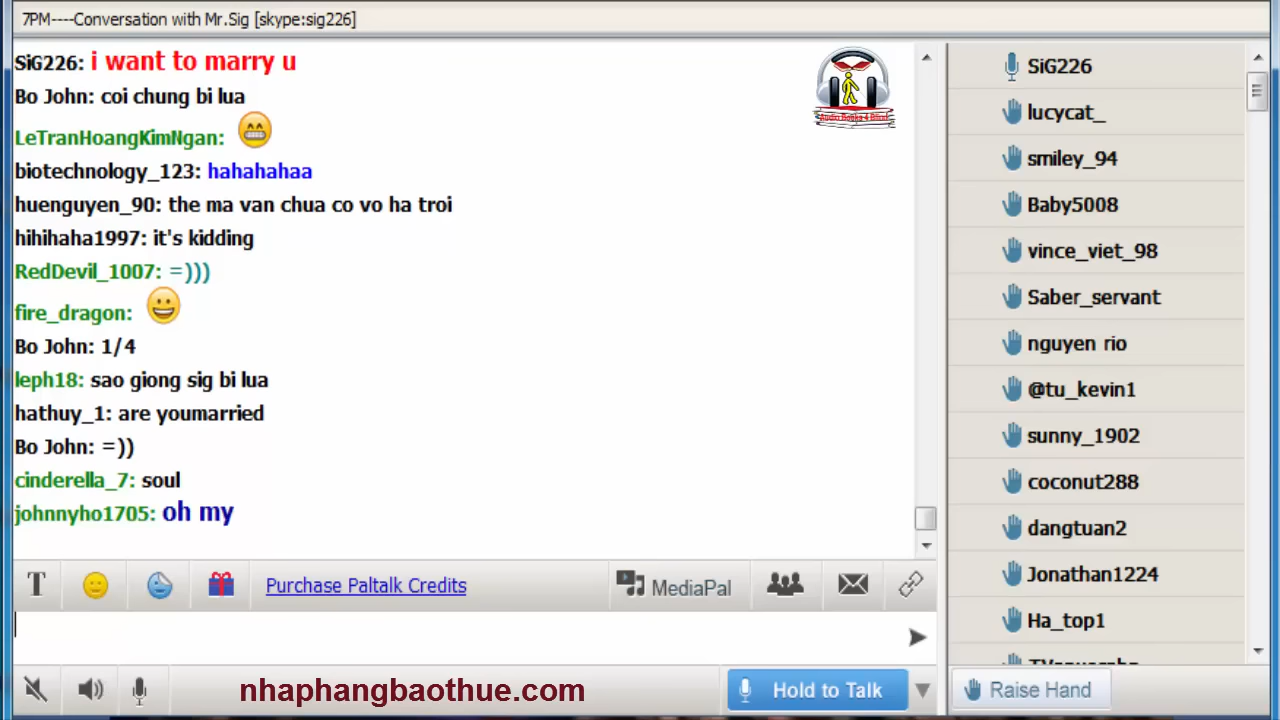 7PM----Conversation with Mr.Sig [skype:sig226]
SiG226: i want to marry u
Bo John: coi chung bi lua
LeTranHoangKimNgan:
biotechnology_123: hahahahaa
huenguyen_90: the ma van chua co vo ha troi
hihihaha1997: it's kidding
RedDevil_1007: =)))
fire_dragon:
Bo John: 1/4
leph18: sao giong sig bi lua
hathuy_1: are youmarried
Bo John: =))
cinderella_7: soul
johnnyho1705: oh my
Audio Books 4 Blind
SiG226
lucycat_
smiley_94
Baby5008
vince_viet_98
Saber_servant
nguyen rio
@tu_kevin1
sunny_1902
coconut288
dangtuan2
Jonathan1224
Ha_top1
T Purchase Paltalk Credits MediaPal
nhaphangbaothue.com
Hold to Talk
Raise Hand